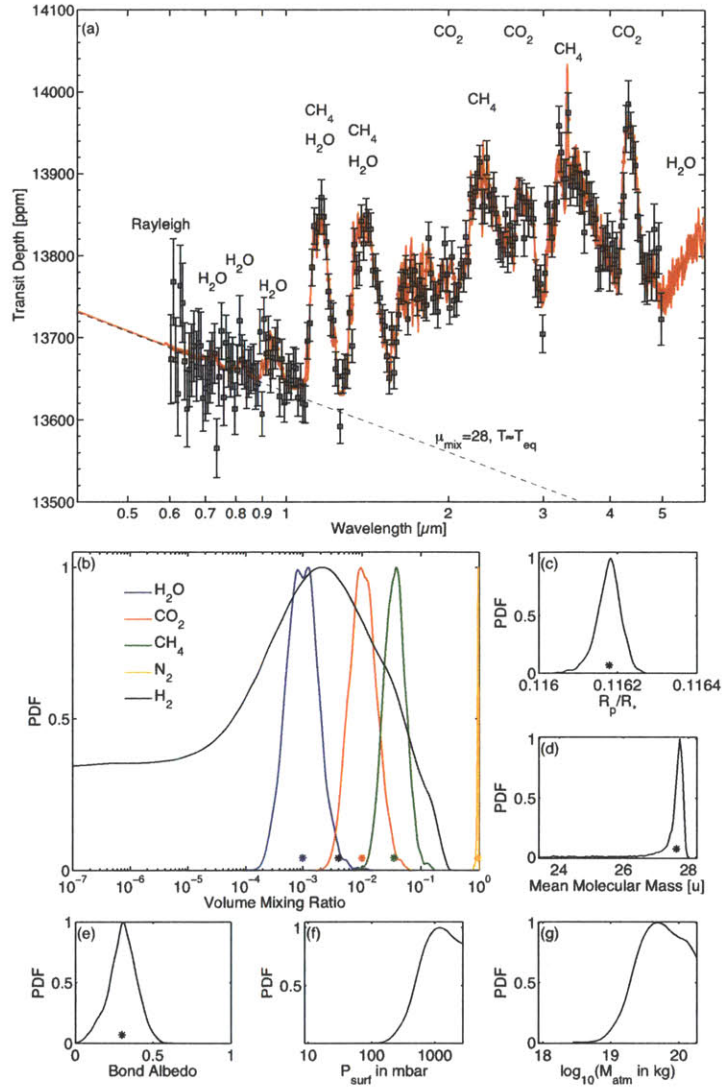 (a)
14100
14000
13900
13800
13700
13600
13500
Transit Depth [ppm]
CO2 CO2 CH4 CO2
CH4 CH4 CH4
H2O H2O H2O
Rayleigh
H2O H2O H2O
μmix=28, T≈Teq
0.5 0.6 0.7 0.8 0.9 1 2 3 4 5
Wavelength [μm]
(b)
H2O
CO2
CH4
N2
H2
1
0.5
0
PDF
10-7 10-6 10-5 10-4 10-3 10-2 10-1 100
Volume Mixing Ratio
(c)
1
0.5
0
PDF
0.116 0.1162 0.1164
Rp/R*
(d)
1
0.5
0
PDF
24 26 28
Mean Molecular Mass [u]
(e)
1
0.5
0
PDF
0 0.5 1
Bond Albedo
(f)
1
0.5
PDF
10 100 1000
Psurf in mbar
(g)
1
0.5
0
PDF
18 19 20
log10(Matm in kg)